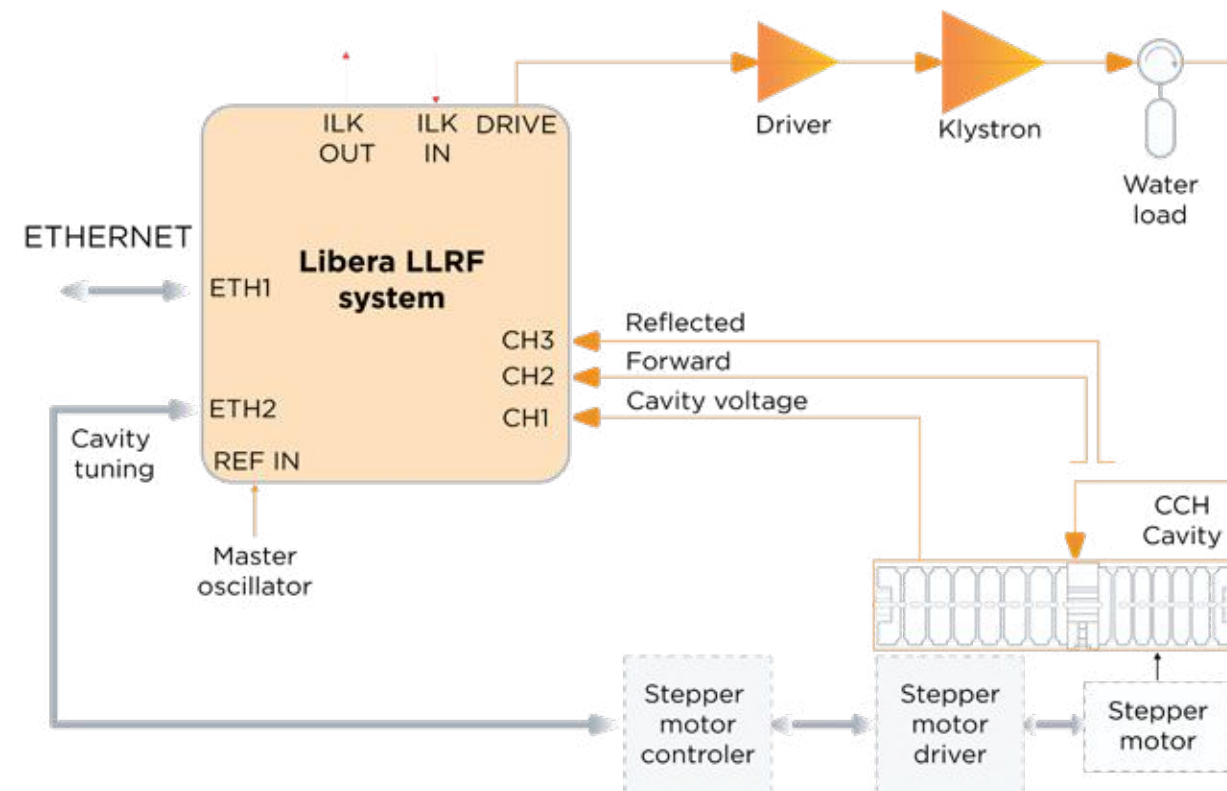 ILK
OUT
ILK
IN
DRIVE
Driver
Klystron
Water
load
ETHERNET
ETH1
Libera LLRF
system
CH3
CH2
CH1
Reflected
Forward
Cavity voltage
ETH2
Cavity
tuning
REF IN
Master
oscillator
CCH
Cavity
Stepper
motor
controler
Stepper
motor
driver
Stepper
motor